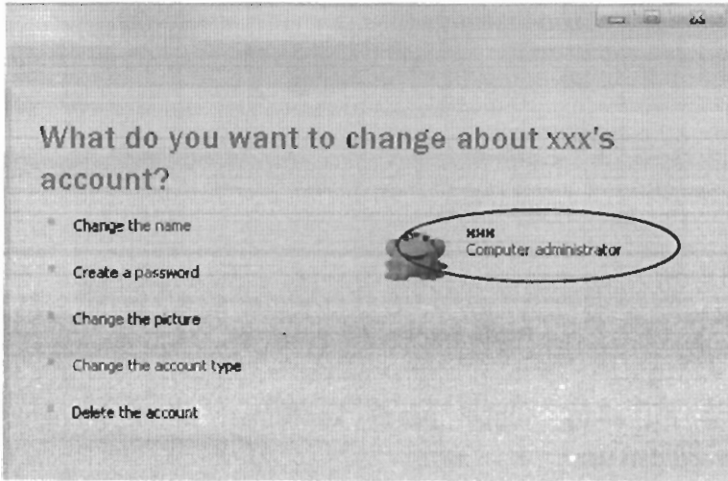 What do you want to change about xxx's
account?
Change the name
Create a password
Change the picture
Change the account type
Delete the account
xxx
Computer administrator